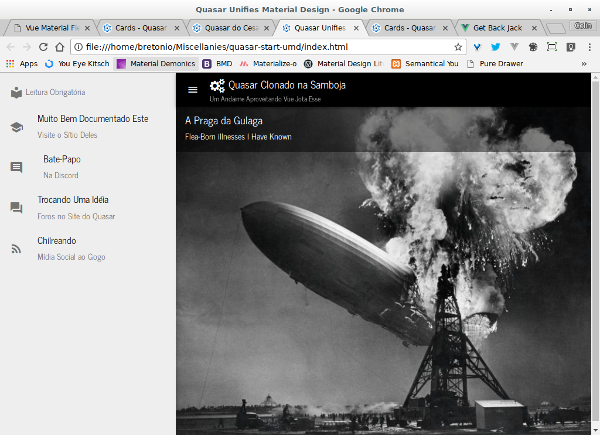 Quasar Unifies Material Design - Google Chrome
Vue Material Fi
Cards - Quasar
Quasar do Cesa
Quasar Unifies
Cards - Quasar
Get Back Jack
Colin
file:///home/bretonio/Miscellanies/quasar-start-umd/index.html
Apps
You Eye Kitsch
Material Demonics
BMD
Materialize-o
Material Design Lit
Semantical You
Pure Drawer
Leitura Obrigatória
Muito Bem Documentado Este
Visite o Sítio Deles
Bate-Papo
Na Discord
Trocando Uma Idéia
Foros no Site do Quasar
Chilreando
Mídia Social ao Gogo
Quasar Clonado na Samboja
Um Andaime Aproveitando Vue Jota Esse
A Praga da Gulaga
Flea-Born Illnesses I Have Known